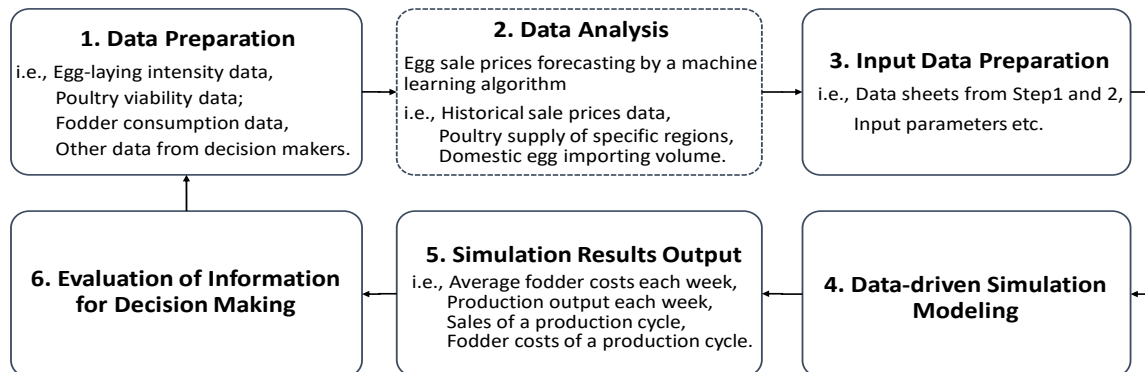 1. Data Preparation
i.e., Egg-laying intensity data,
Poultry viability data;
Fodder consumption data,
Other data from decision makers.
2. Data Analysis
Egg sale prices forecasting by a machine
learning algorithm
i.e., Historical sale prices data,
Poultry supply of specific regions,
Domestic egg importing volume.
3. Input Data Preparation
i.e., Data sheets from Step1 and 2,
Input parameters etc.
4. Data-driven Simulation
Modeling
5. Simulation Results Output
i.e., Average fodder costs each week,
Production output each week,
Sales of a production cycle,
Fodder costs of a production cycle.
6. Evaluation of Information
for Decision Making